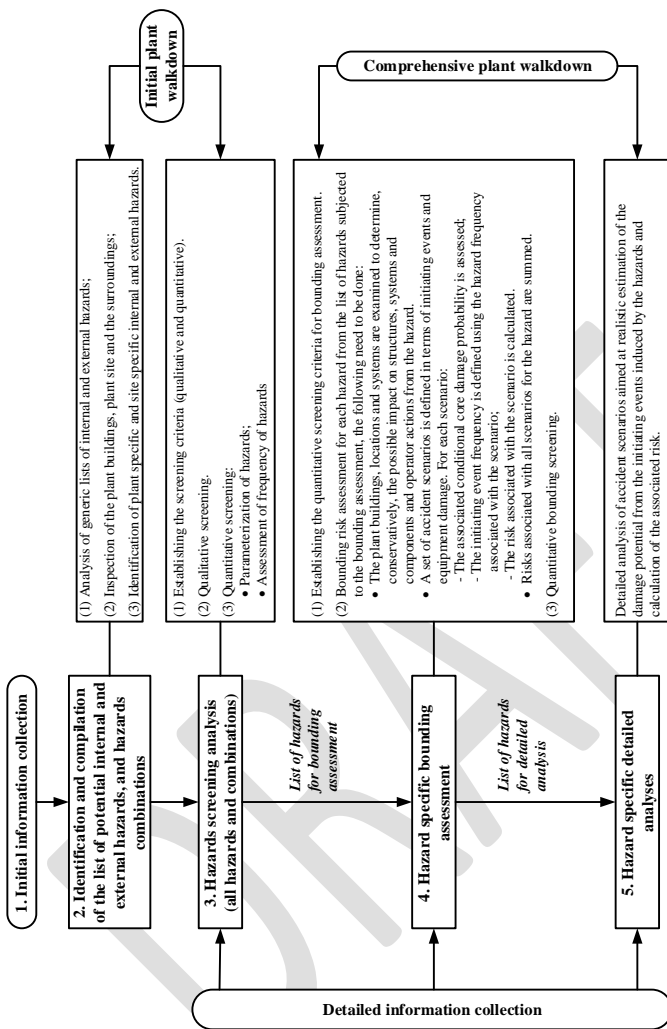 1. Initial information collection
2. Identification and compilation
of the list of potential internal and
external hazards, and hazards
combinations
(1) Analysis of generic lists of internal and external hazards;
(2) Inspection of the plant buildings, plant site and the surroundings;
(3) Identification of plant specific and site specific internal and external hazards.
Initial plant
walkdown
3. Hazards screening analysis
(all hazards and combinations)
(1) Establishing the screening criteria (qualitative and quantitative).
(2) Qualitative screening.
(3) Quantitative screening:
• Parameterization of hazards;
• Assessment of frequency of hazards
List of hazards
for bounding
assessment
4. Hazard specific bounding
assessment
(1) Establishing the quantitative screening criteria for bounding assessment.
(2) Bounding risk assessment for each hazard from the list of hazards subjected
to the bounding assessment, the following need to be done:
• The plant buildings, locations and systems are examined to determine,
conservatively, the possible impact on structures, systems and
components and operator actions from the hazard.
• A set of accident scenarios is defined in terms of initiating events and
equipment damage. For each scenario:
- The associated conditional core damage probability is assessed;
- The initiating event frequency is defined using the hazard frequency
associated with the scenario;
- The risk associated with the scenario is calculated.
• Risks associated with all scenarios for the hazard are summed.
(3) Quantitative bounding screening.
Comprehensive plant walkdown
List of hazards
for detailed
analysis
5. Hazard specific detailed
analyses
Detailed analysis of accident scenarios aimed at realistic estimation of the
damage potential from the initiating events induced by the hazards and
calculation of the associated risk.
Detailed information collection
DRAFT